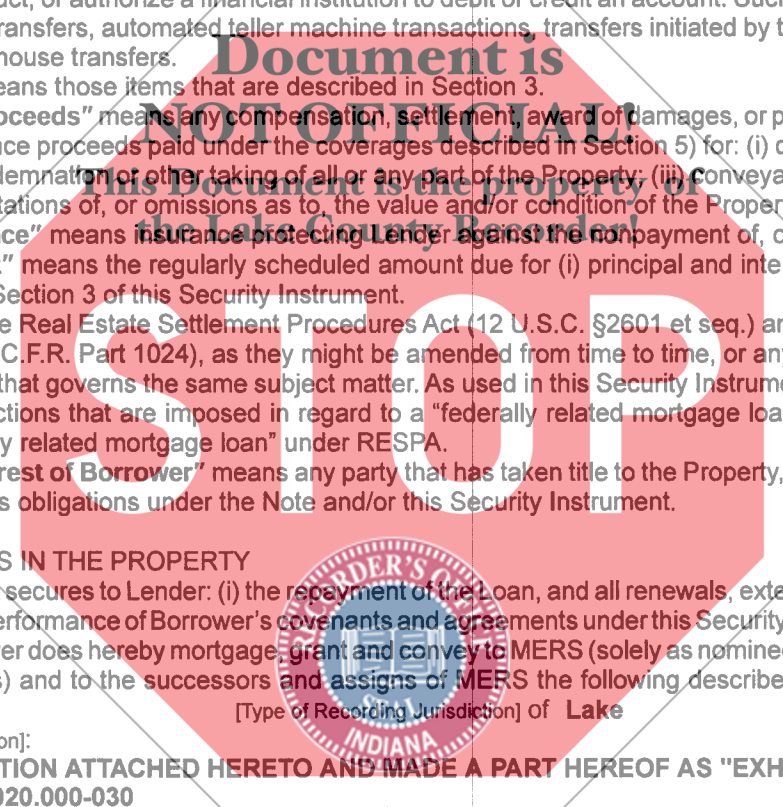 ct, or authorize a financial institution to debit or credit an account. Such
ransfers, automated teller machine transactions, transfers initiated by t
house transfers.
Document is
eans those items that are described in Section 3.
oceeds" means any compensation, settlement, award of damages, or p
NOT OFFICIAL!
ce proceeds paid under the coverages described in Section 5) for: (i) d
demnation or other taking of all or any part of the Property; (iii) conveya
This Document is the property of
tations of, or omissions as to, the value and/or condition of the Proper
the Lake County Recorder!
ce" means insurance protecting Lender against the nonpayment of, o
" means the regularly scheduled amount due for (i) principal and inte
Section 3 of this Security Instrument.
e Real Estate Settlement Procedures Act (12 U.S.C. §2601 et seq.) an
C.F.R. Part 1024), as they might be amended from time to time, or any
that governs the same subject matter. As used in this Security Instrume
ctions that are imposed in regard to a "federally related mortgage loa
y related mortgage loan" under RESPA.
STOP
rest of Borrower" means any party that has taken title to the Property,
s obligations under the Note and/or this Security Instrument.
S IN THE PROPERTY
secures to Lender: (i) the repayment of the Loan, and all renewals, exte
erformance of Borrower's covenants and agreements under this Security
er does hereby mortgage, grant and convey to MERS (solely as nomine
s) and to the successors and assigns of MERS the following describe
[Type of Recording Jurisdiction] of Lake
on]:
TION ATTACHED HERETO AND MADE A PART HEREOF AS "EXH
020.000-030
RECORDER'S OFFICE
SEAL
INDIANA